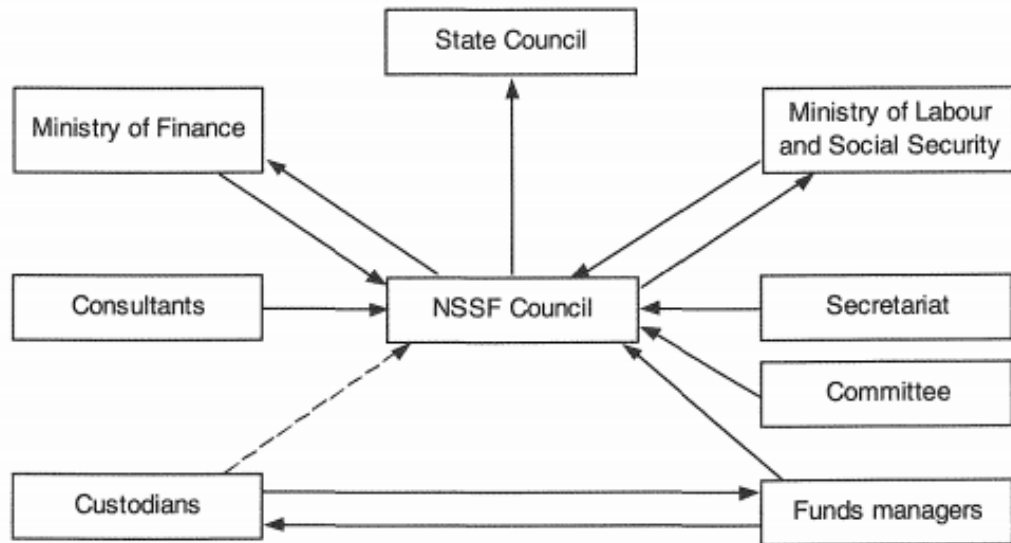 State Council
Ministry of Finance
Ministry of Labour
and Social Security
Consultants
NSSF Council
Secretariat
Committee
Custodians
Funds managers